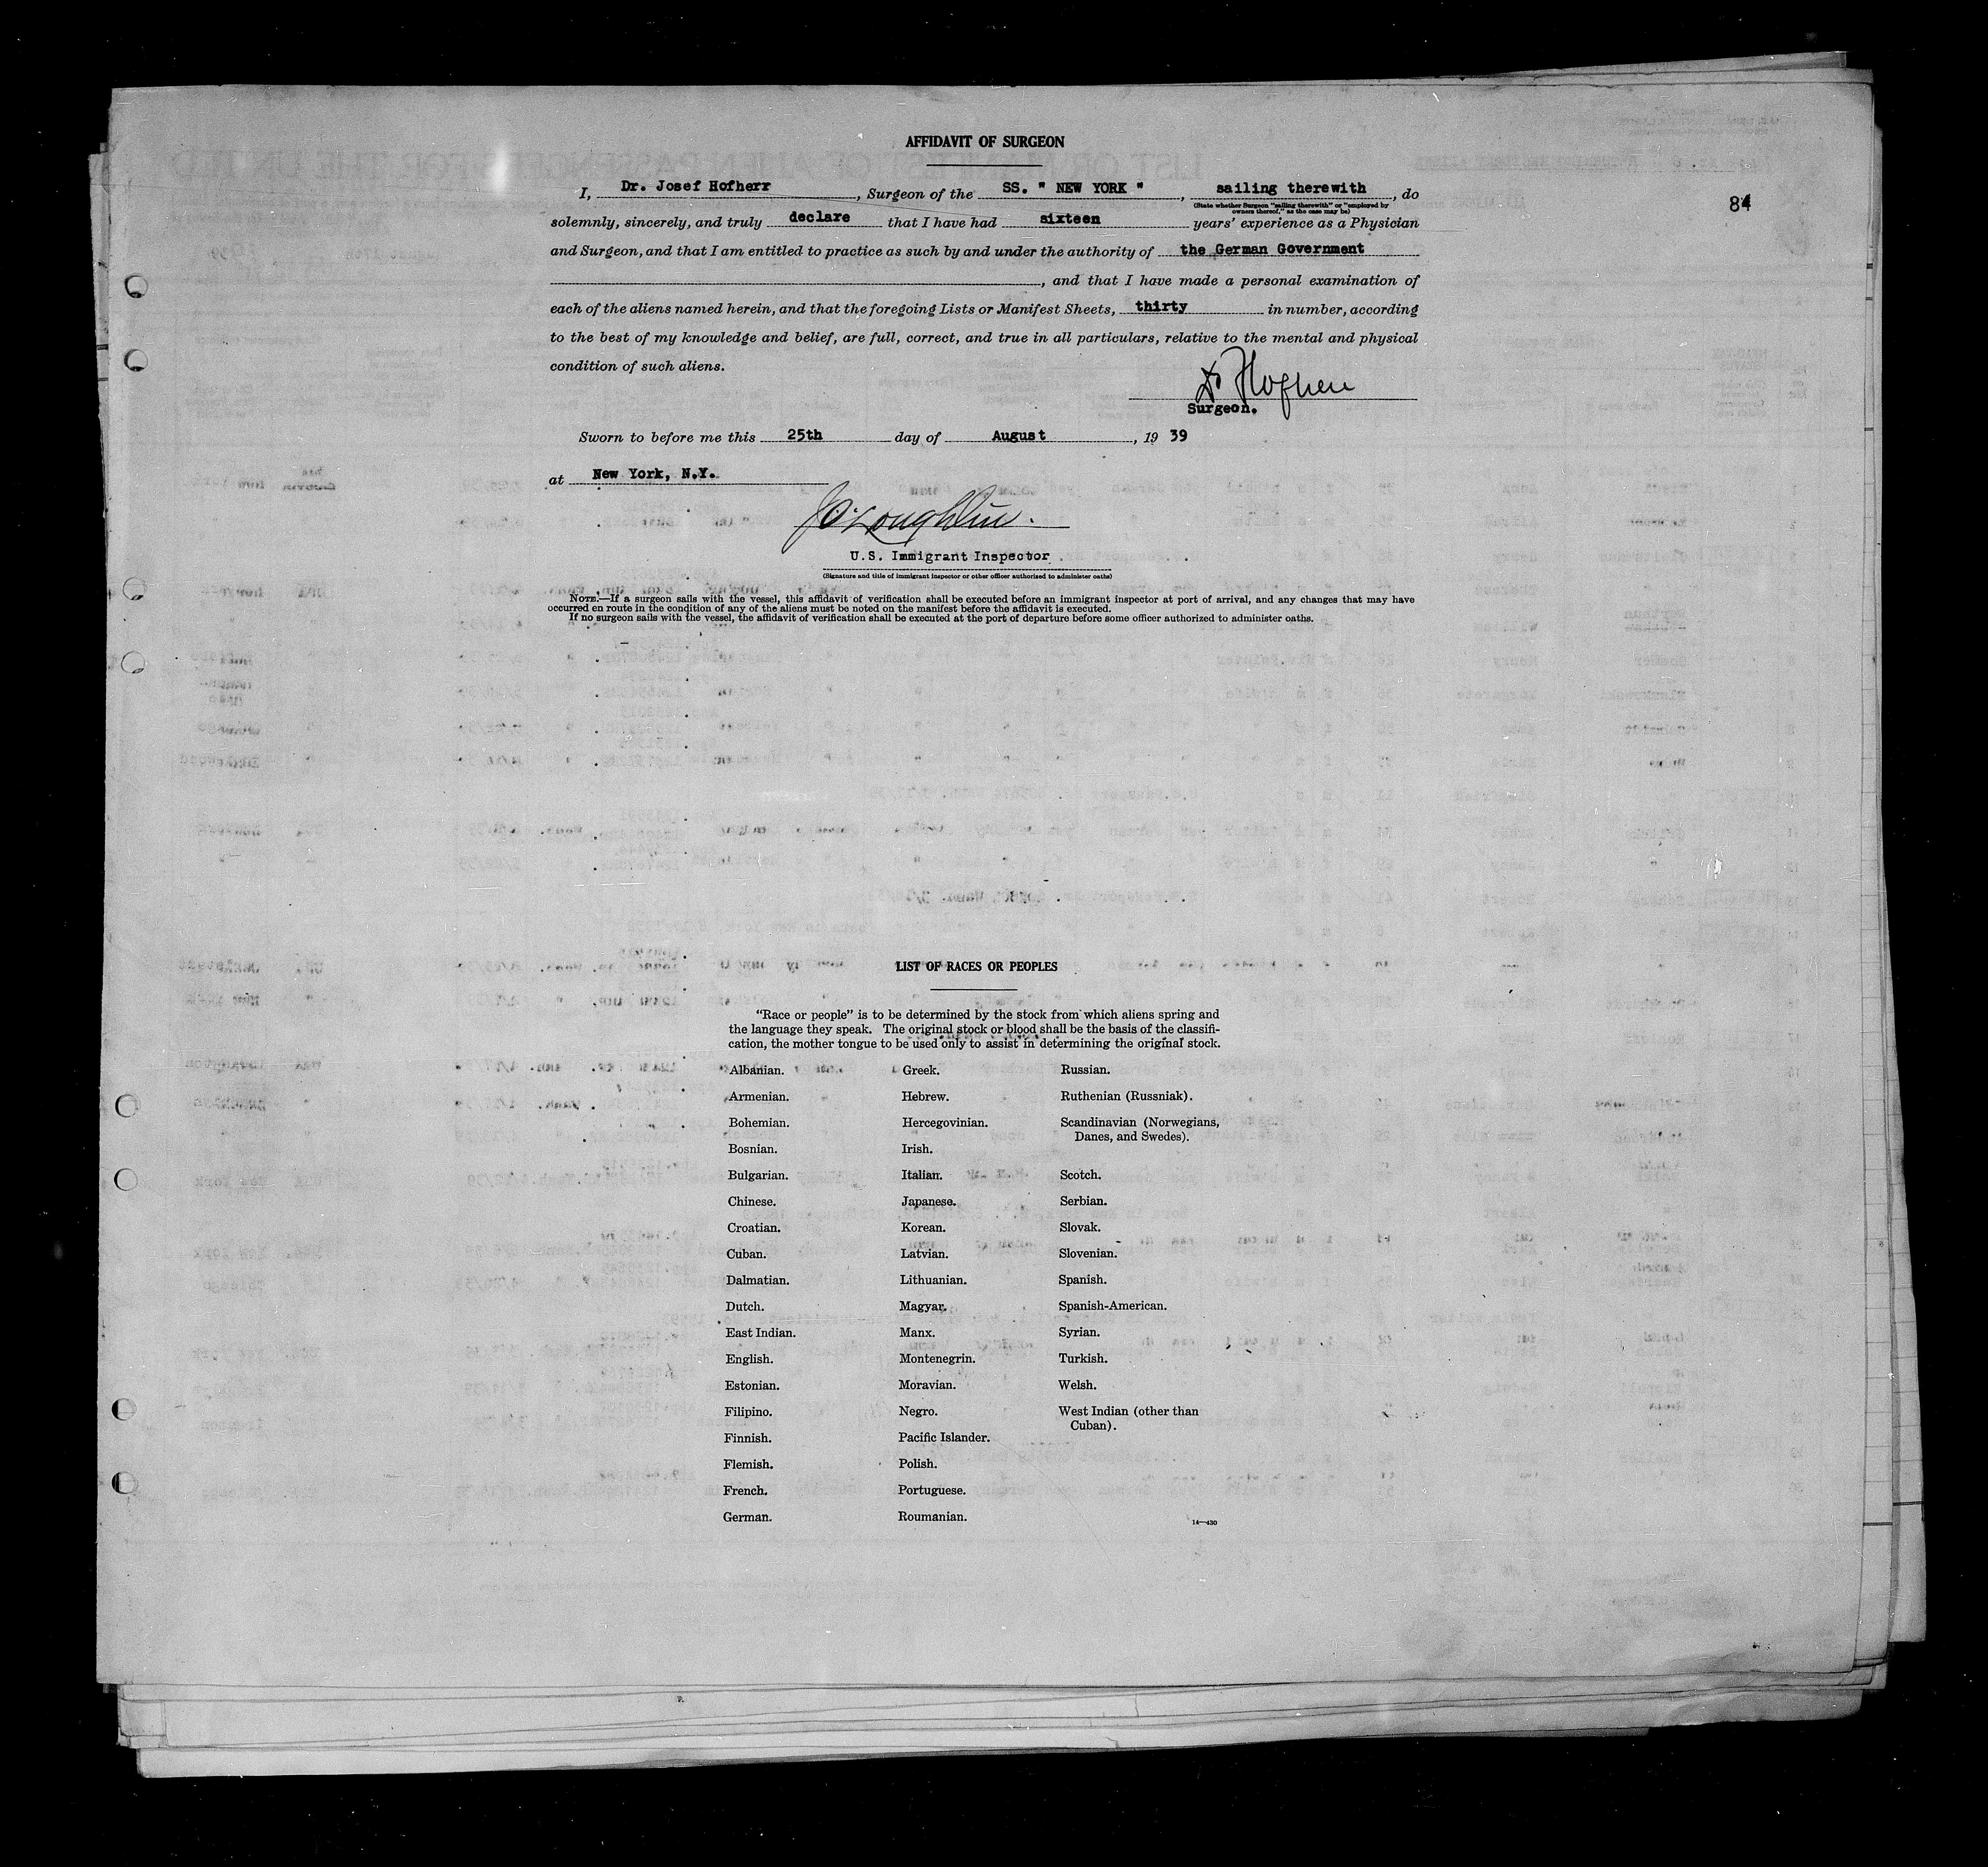 AFFIDAVIT OF SURGEON
I, Dr. Josef Hofherr, Surgeon of the SS. " NEW YORK ", sailing therewith, do
(State whether Surgeon "sailing therewith" or "employed by
owners thereof," as the case may be)
84
solemnly, sincerely, and truly declare that I have had sixteen years' experience as a Physician
and Surgeon, and that I am entitled to practice as such by and under the authority of the German Government
, and that I have made a personal examination of
each of the aliens named herein, and that the foregoing Lists or Manifest Sheets, thirty in number, according
to the best of my knowledge and belief, are full, correct, and true in all particulars, relative to the mental and physical
condition of such aliens.
Dr Hofherr
Surgeon.
Sworn to before me this 25th day of August, 19 39
at New York, N.Y.
O'Loughlin.
U.S. Immigrant Inspector
(Signature and title of immigrant inspector or other officer authorized to administer oaths)
NOTE.—If a surgeon sails with the vessel, this affidavit of verification shall be executed before an immigrant inspector at port of arrival, and any changes that may have
occurred en route in the condition of any of the aliens must be noted on the manifest before the affidavit is executed.
If no surgeon sails with the vessel, the affidavit of verification shall be executed at the port of departure before some officer authorized to administer oaths.
LIST OF RACES OR PEOPLES
"Race or people" is to be determined by the stock from which aliens spring and
the language they speak. The original stock or blood shall be the basis of the classifi-
cation, the mother tongue to be used only to assist in determining the original stock.
Albanian.
Armenian.
Bohemian.
Bosnian.
Bulgarian.
Chinese.
Croatian.
Cuban.
Dalmatian.
Dutch.
East Indian.
English.
Estonian.
Filipino.
Finnish.
Flemish.
French.
German.
Greek.
Hebrew.
Hercegovinian.
Irish.
Italian.
Japanese.
Korean.
Latvian.
Lithuanian.
Magyar.
Manx.
Montenegrin.
Moravian.
Negro.
Pacific Islander.
Polish.
Portuguese.
Roumanian.
Russian.
Ruthenian (Russniak).
Scandinavian (Norwegians,
Danes, and Swedes).
Scotch.
Serbian.
Slovak.
Slovenian.
Spanish.
Spanish-American.
Syrian.
Turkish.
Welsh.
West Indian (other than
Cuban).
14—430